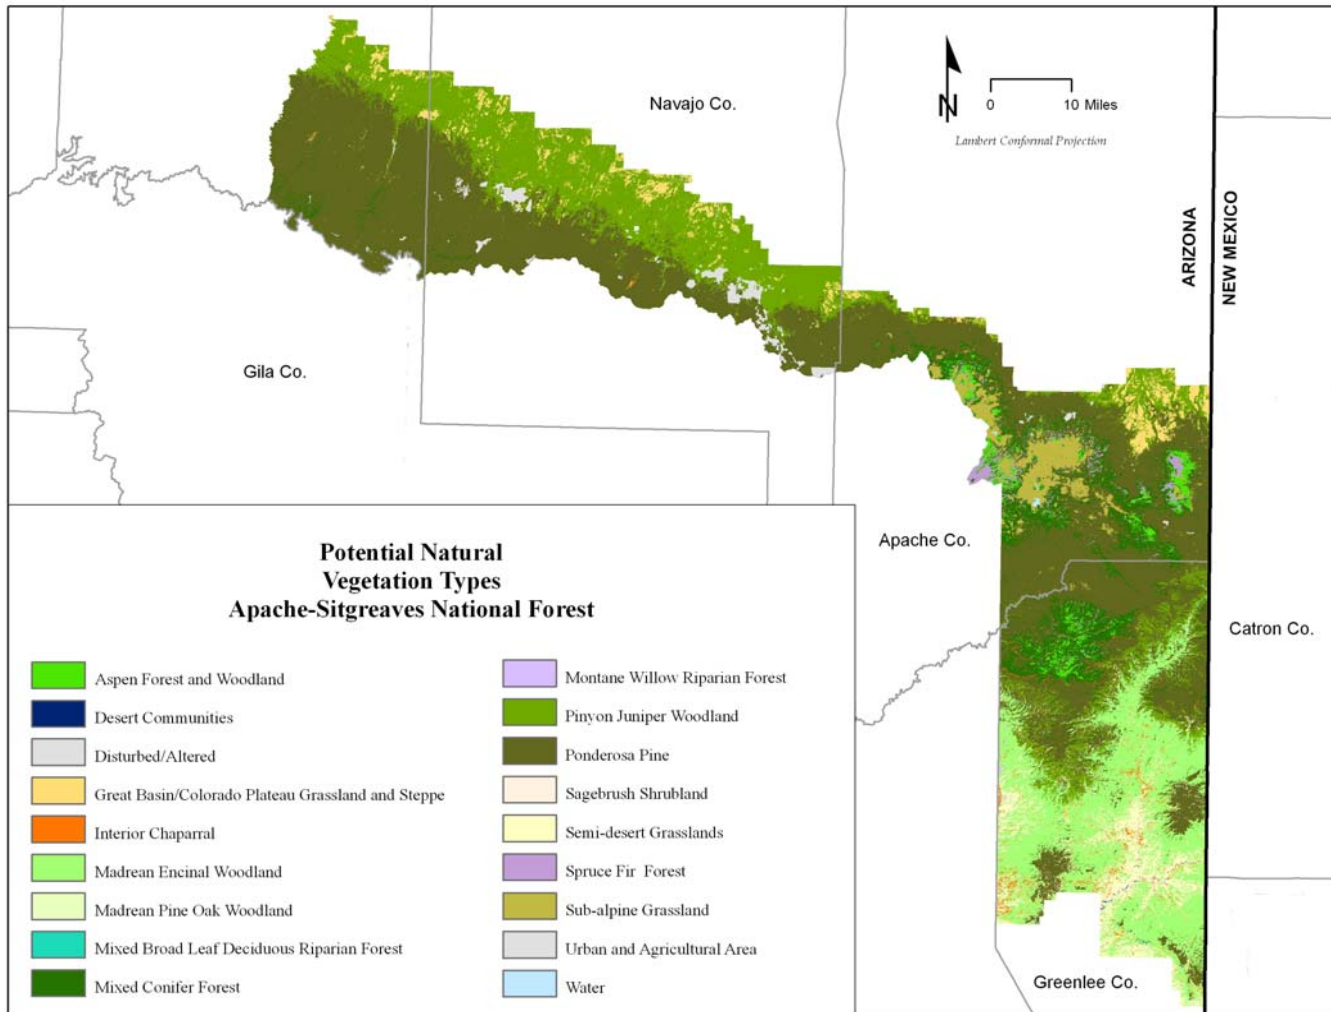 Navajo Co.
N
0 10 Miles
Lambert Conformal Projection
ARIZONA
NEW MEXICO
Gila Co.
Apache Co.
Catron Co.
Greenlee Co.
Potential Natural
Vegetation Types
Apache-Sitgreaves National Forest
Aspen Forest and Woodland
Desert Communities
Disturbed/Altered
Great Basin/Colorado Plateau Grassland and Steppe
Interior Chaparral
Madrean Encinal Woodland
Madrean Pine Oak Woodland
Mixed Broad Leaf Deciduous Riparian Forest
Mixed Conifer Forest
Montane Willow Riparian Forest
Pinyon Juniper Woodland
Ponderosa Pine
Sagebrush Shrubland
Semi-desert Grasslands
Spruce Fir Forest
Sub-alpine Grassland
Urban and Agricultural Area
Water